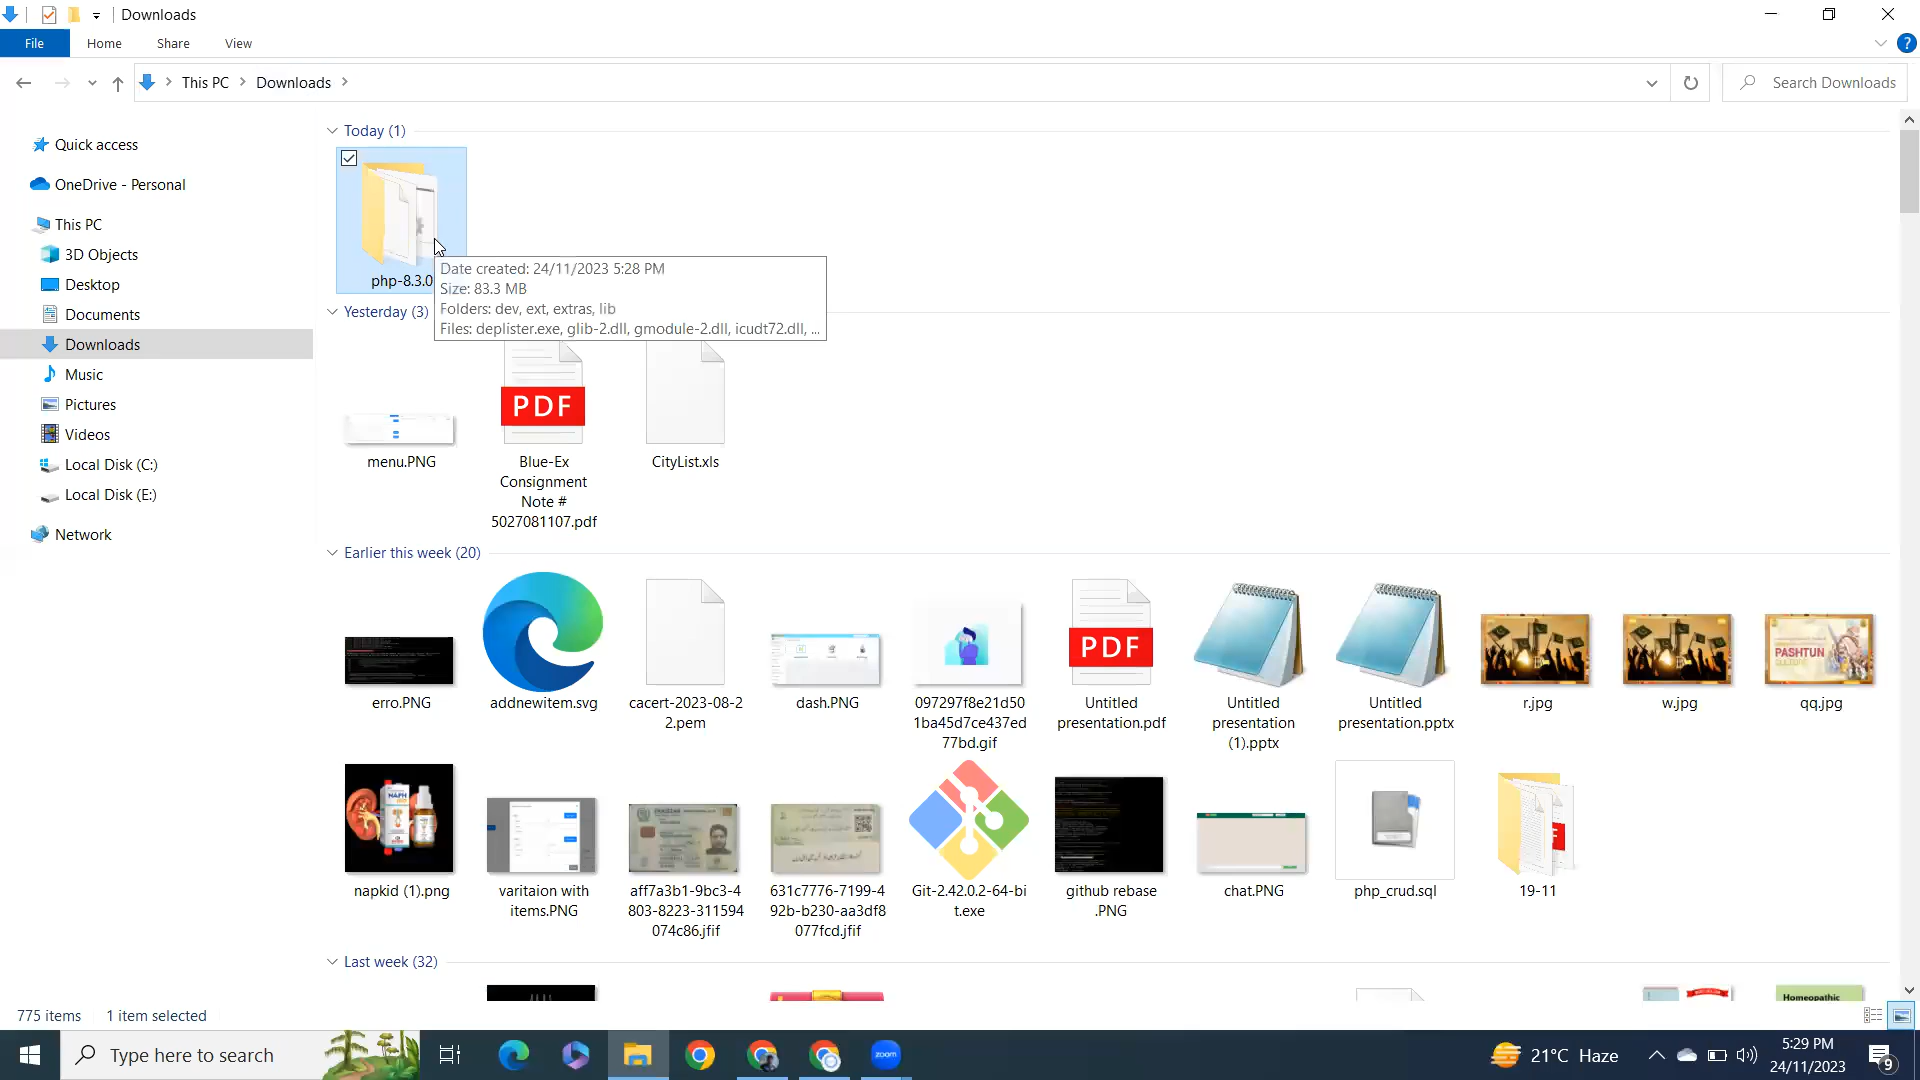 Downloads
File
Home
Share
View
This PC
Downloads
Search Downloads
Quick access
OneDrive - Personal
This PC
3D Objects
Desktop
Documents
Downloads
Music
Pictures
Videos
Local Disk (C:)
Local Disk (E:)
Network
Today (1)
php-8.3.0
Date created: 24/11/2023 5:28 PM
Size: 83.3 MB
Folders: dev, ext, extras, lib
Files: deplister.exe, glib-2.dll, gmodule-2.dll, icudt72.dll, ...
Yesterday (3)
PDF
menu.PNG
Blue-Ex
Consignment
Note #
5027081107.pdf
CityList.xls
Earlier this week (20)
PDF
PASHTUN
CULTURE
erro.PNG
addnewitem.svg
cacert-2023-08-2
2.pem
dash.PNG
097297f8e21d50
1ba45d7ce437ed
77bd.gif
Untitled
presentation.pdf
Untitled
presentation
(1).pptx
Untitled
presentation.pptx
r.jpg
w.jpg
qq.jpg
napkid (1).png
varitaion with
items.PNG
aff7a3b1-9bc3-4
803-8223-311594
074c86.jfif
631c7776-7199-4
92b-b230-aa3df8
077fcd.jfif
Git-2.42.0.2-64-bi
t.exe
github rebase
.PNG
chat.PNG
php_crud.sql
19-11
Last week (32)
Homeopathic
775 items
1 item selected
Type here to search
zoom
21°C Haze
5:29 PM
24/11/2023
9